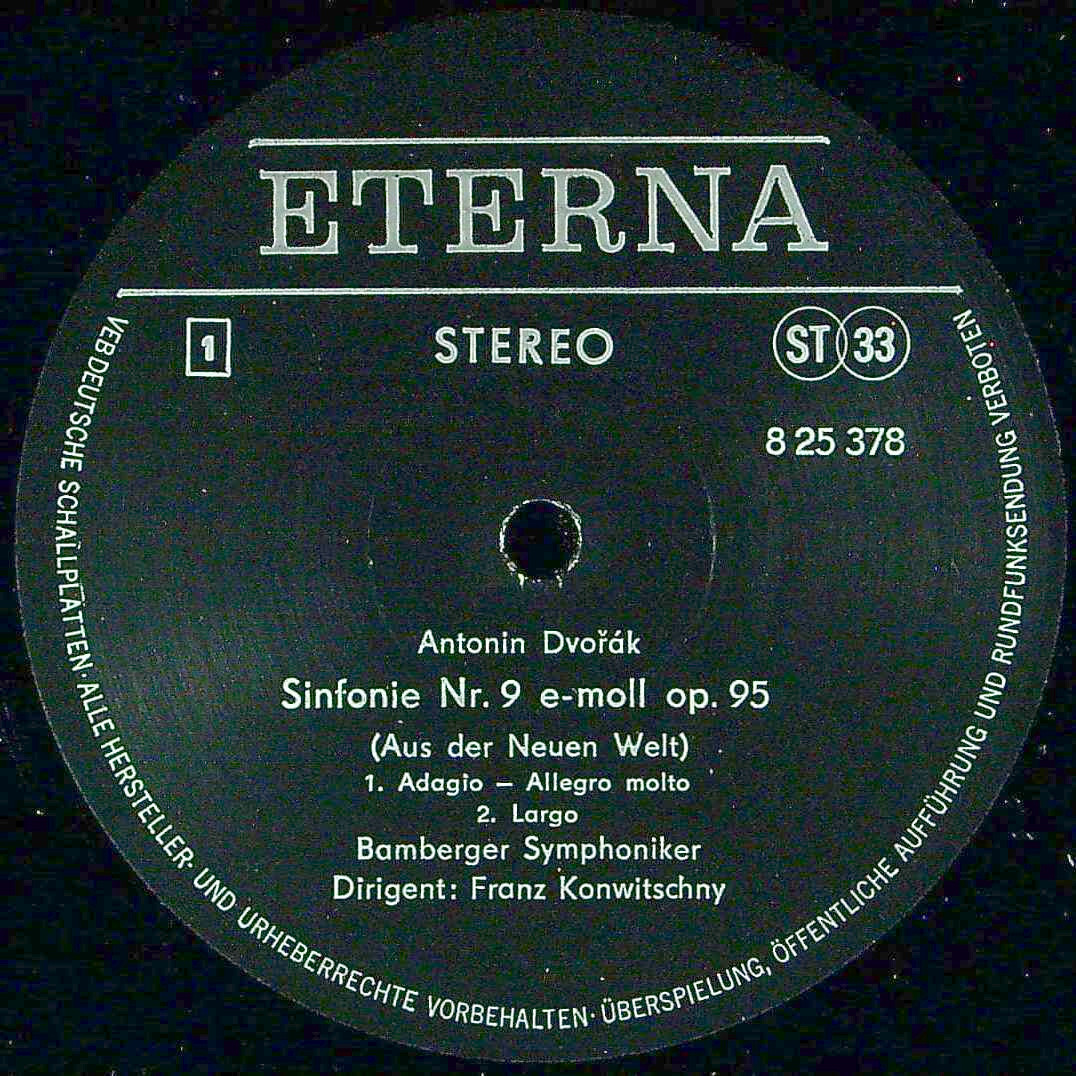 ETERNA
1
STEREO
ST 33
8 25 378
Antonin Dvořák
Sinfonie Nr. 9 e-moll op. 95
(Aus der Neuen Welt)
1. Adagio – Allegro molto
2. Largo
Bamberger Symphoniker
Dirigent: Franz Konwitschny
VEB DEUTSCHE SCHALLPLATTEN · ALLE HERSTELLER- UND URHEBERRECHTE VORBEHALTEN · ÜBERSPIELUNG, ÖFFENTLICHE AUFFÜHRUNG UND RUNDFUNKSENDUNG VERBOTEN